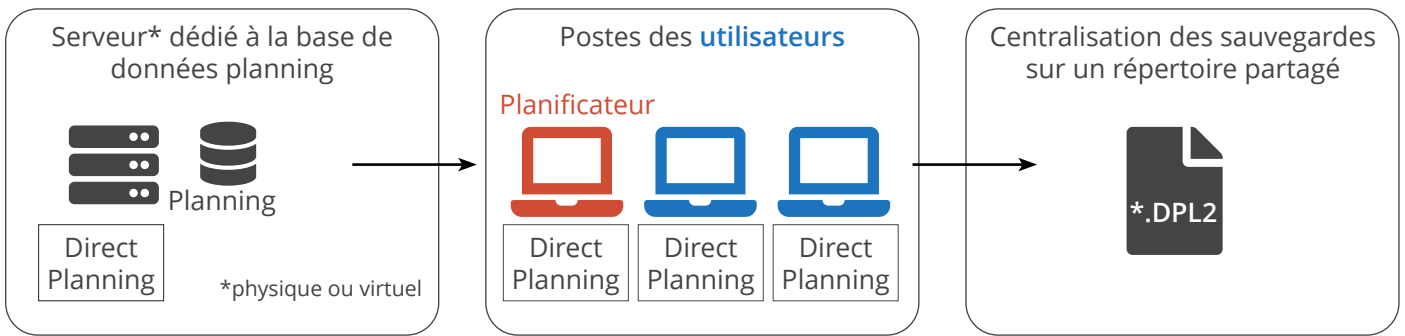 Serveur* dédié à la base de
données planning
Planning
Direct
Planning
*physique ou virtuel
Postes des utilisateurs
Planificateur
Direct
Planning
Direct
Planning
Direct
Planning
Centralisation des sauvegardes
sur un répertoire partagé
*.DPL2